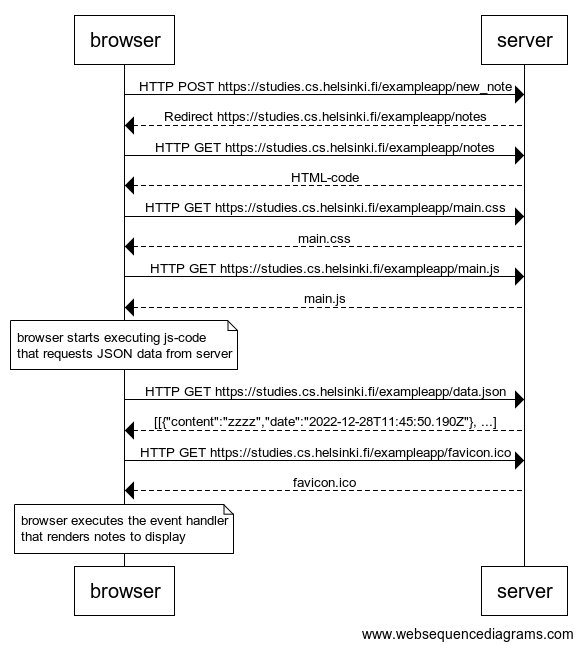 browser
server
HTTP POST https://studies.cs.helsinki.fi/exampleapp/new_note
Redirect https://studies.cs.helsinki.fi/exampleapp/notes
HTTP GET https://studies.cs.helsinki.fi/exampleapp/notes
HTML-code
HTTP GET https://studies.cs.helsinki.fi/exampleapp/main.css
main.css
HTTP GET https://studies.cs.helsinki.fi/exampleapp/main.js
main.js
browser starts executing js-code
that requests JSON data from server
HTTP GET https://studies.cs.helsinki.fi/exampleapp/data.json
[[{"content":"zzzz","date":"2022-12-28T11:45:50.190Z"}, ...]
HTTP GET https://studies.cs.helsinki.fi/exampleapp/favicon.ico
favicon.ico
browser executes the event handler
that renders notes to display
browser
server
www.websequencediagrams.com